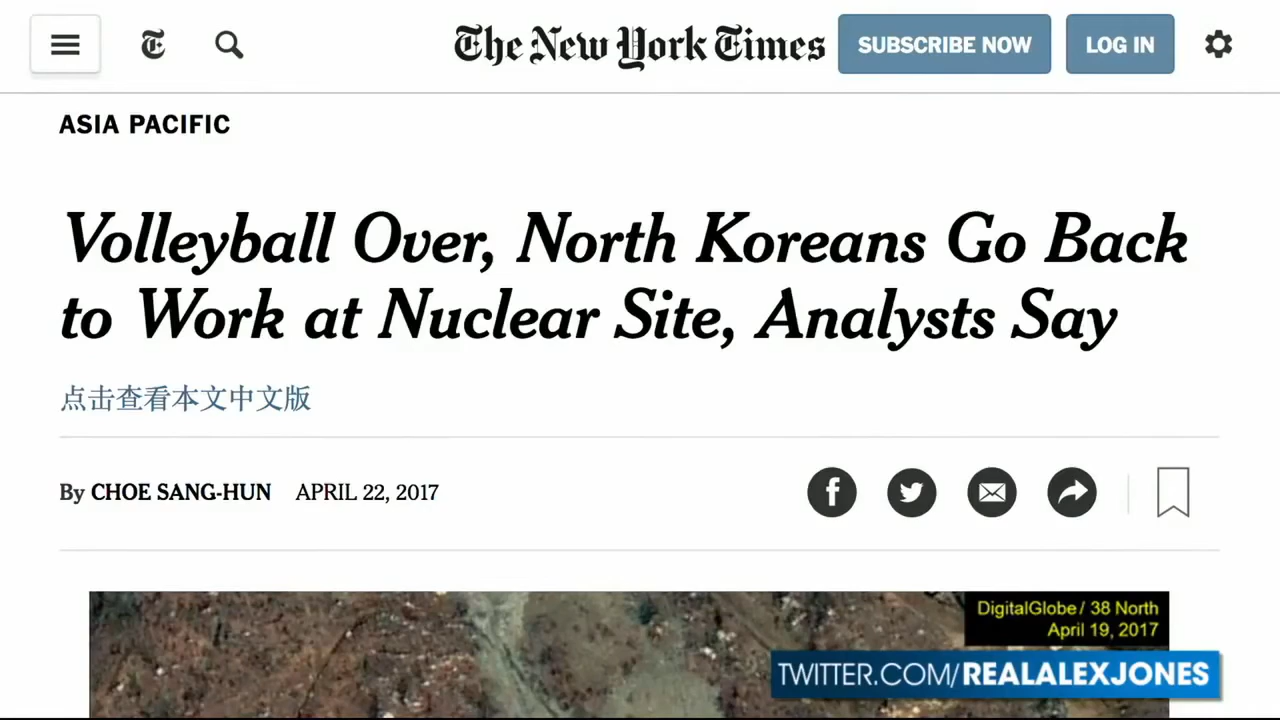 The New York Times
SUBSCRIBE NOW
LOG IN
ASIA PACIFIC
Volleyball Over, North Koreans Go Back
to Work at Nuclear Site, Analysts Say
点击查看本文中文版
By CHOE SANG-HUN APRIL 22, 2017
DigitalGlobe / 38 North
April 19, 2017
TWITTER.COM/REALALEXJONES